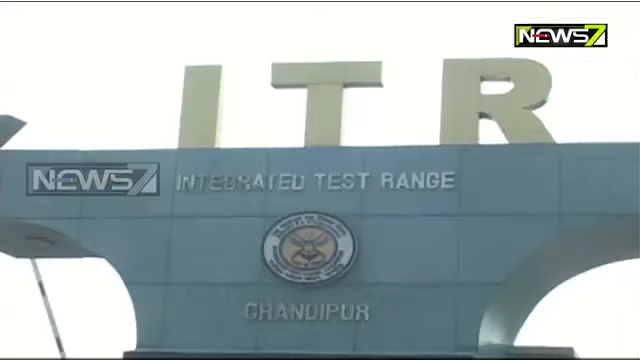 NEWS7
ITR
NEWS7 INTEGRATED TEST RANGE
CHANDIPUR